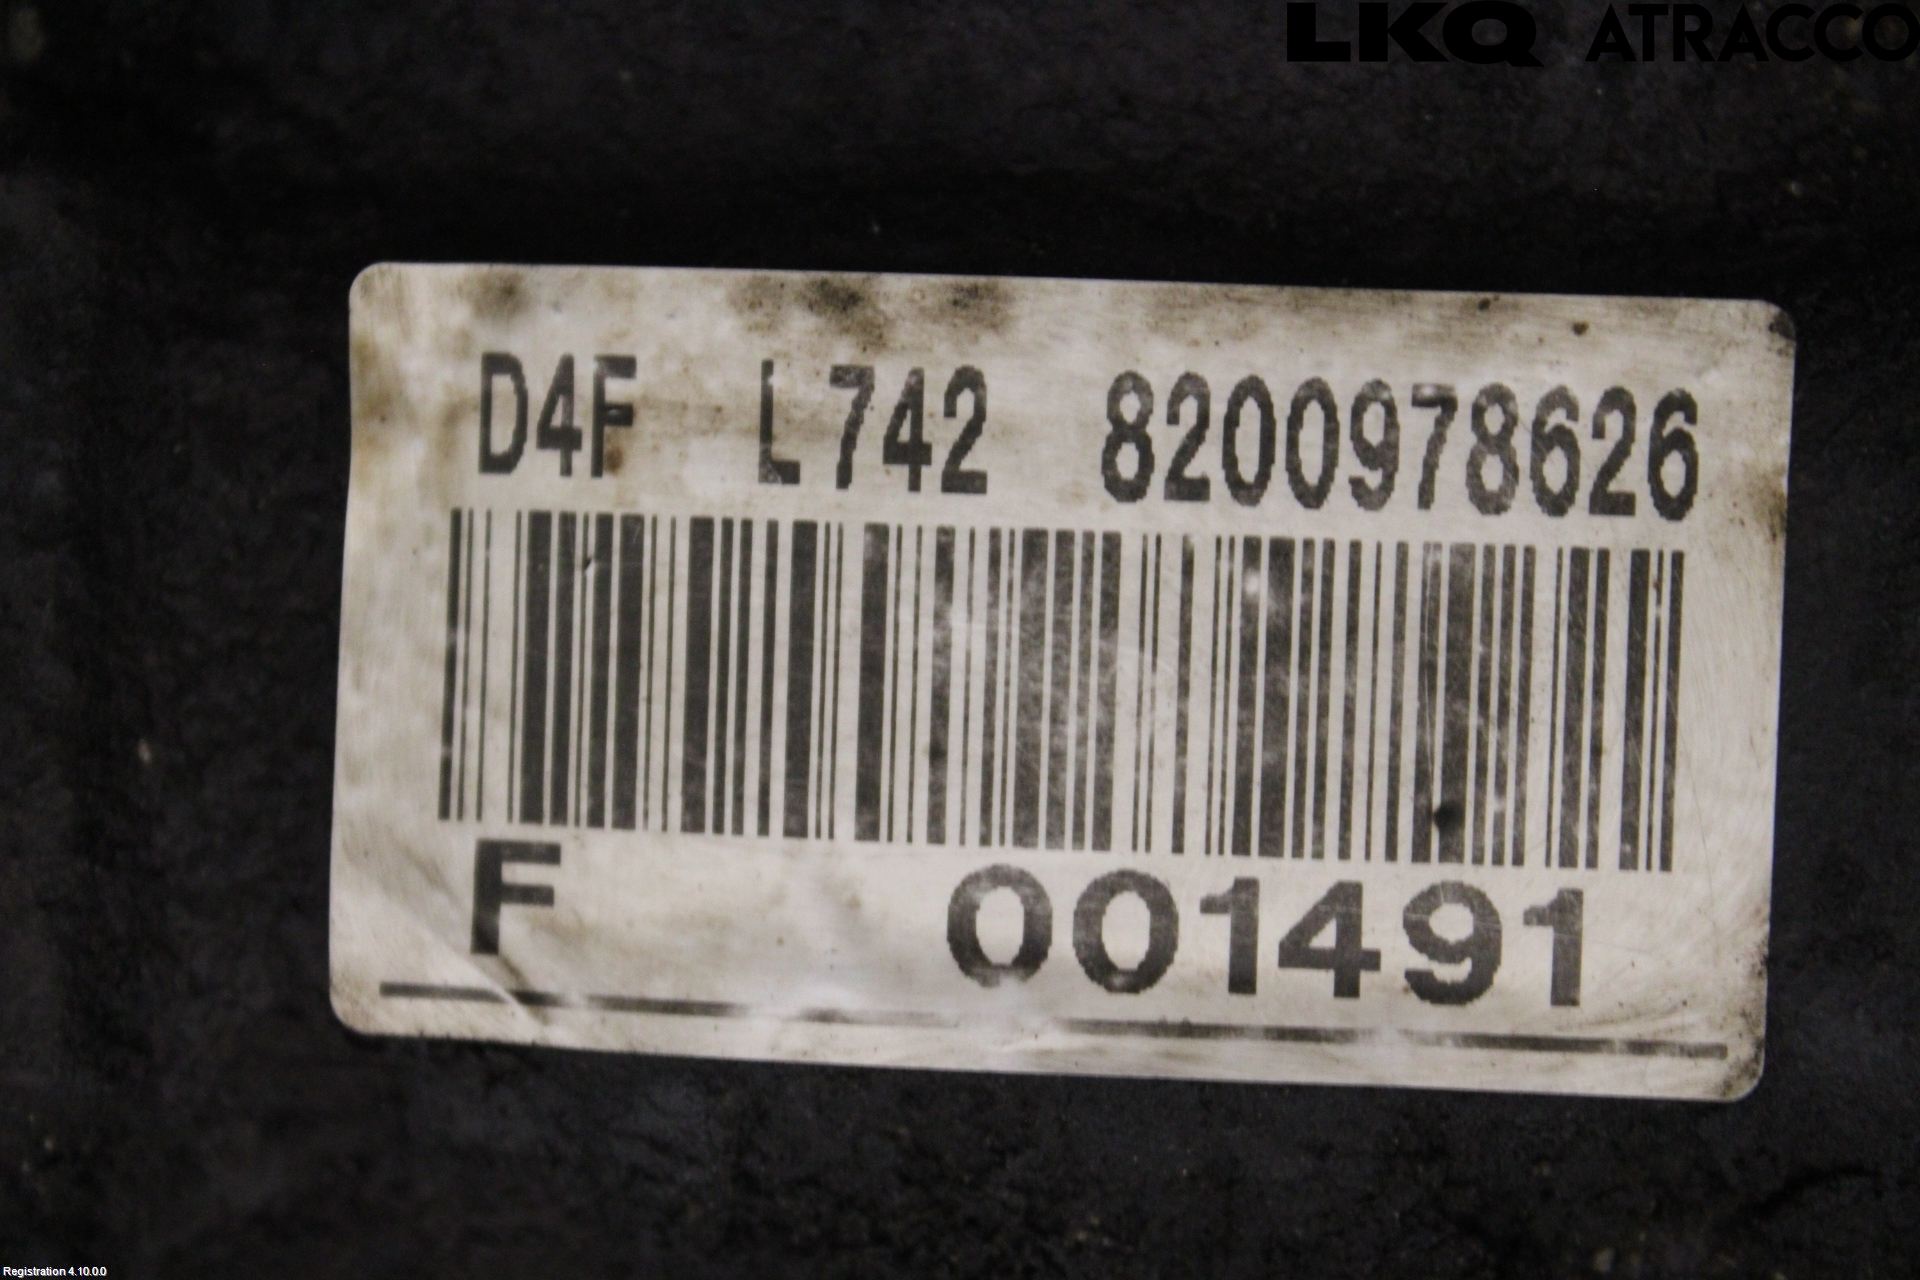 LKQ ATRACCO
D4F L742 8200978626
F 001491
Registration 4.10.0.0